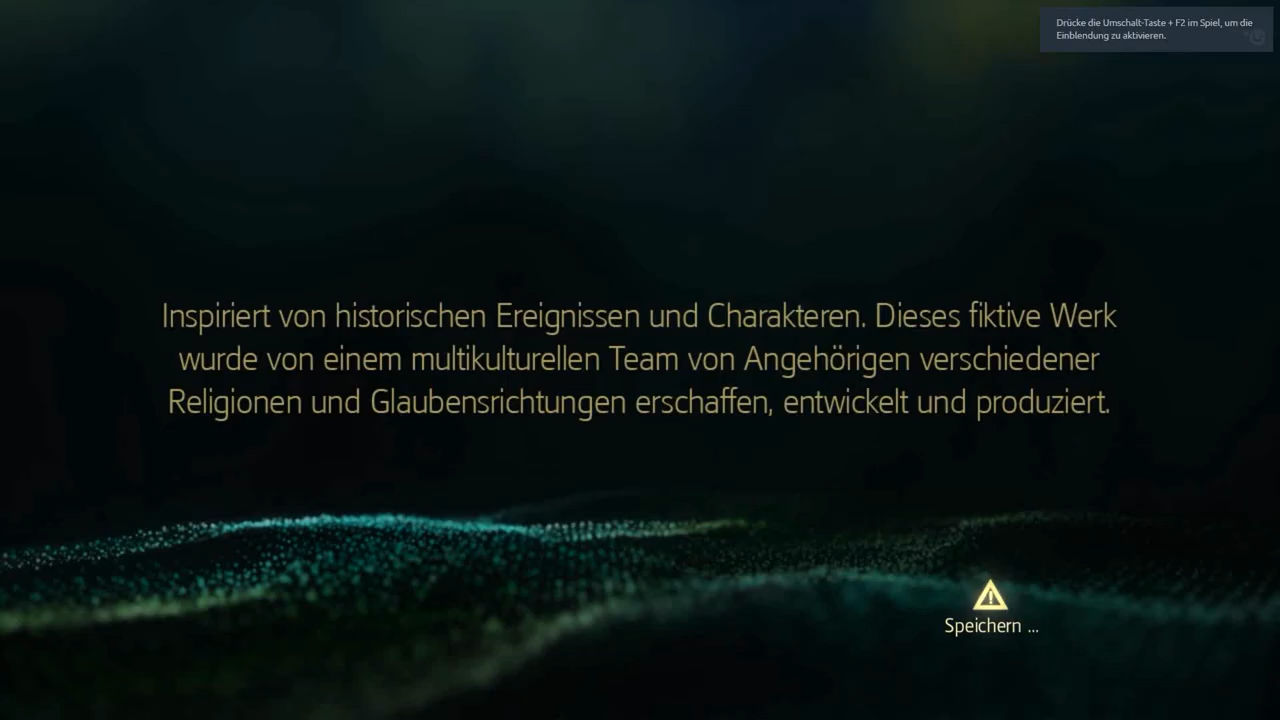 Drücke die Umschalt-Taste + F2 im Spiel, um die
Einblendung zu aktivieren.
Inspiriert von historischen Ereignissen und Charakteren. Dieses fiktive Werk
wurde von einem multikulturellen Team von Angehörigen verschiedener
Religionen und Glaubensrichtungen erschaffen, entwickelt und produziert.
Speichern ...